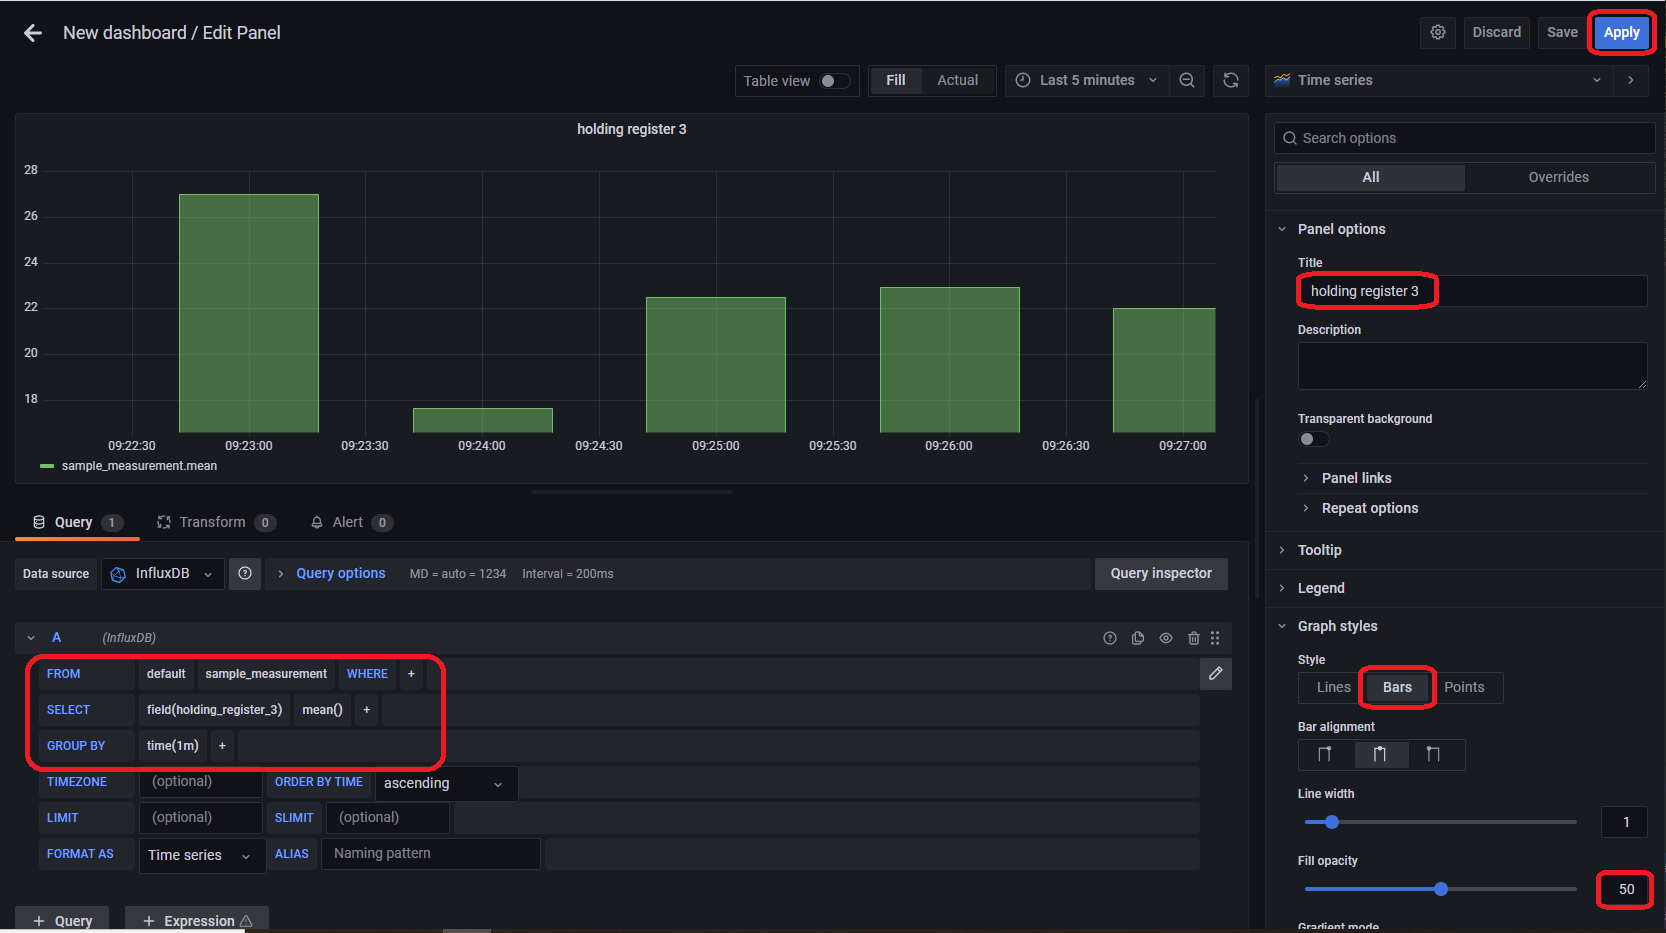 New dashboard / Edit Panel
Discard
Save
Apply
Table view
Fill
Actual
Last 5 minutes
Time series
holding register 3
28
26
24
22
20
18
09:22:30
09:23:00
09:23:30
09:24:00
09:24:30
09:25:00
09:25:30
09:26:00
09:26:30
09:27:00
sample_measurement.mean
Query 1
Transform 0
Alert 0
Data source
InfluxDB
Query options
MD = auto = 1234
Interval = 200ms
Query inspector
A (InfluxDB)
FROM default sample_measurement WHERE +
SELECT field(holding_register_3) mean() +
GROUP BY time(1m) +
TIMEZONE (optional) ORDER BY TIME ascending
LIMIT (optional) SLIMIT (optional)
FORMAT AS Time series ALIAS Naming pattern
+ Query
+ Expression
Search options
All
Overrides
Panel options
Title
holding register 3
Description
Transparent background
Panel links
Repeat options
Tooltip
Legend
Graph styles
Style
Lines
Bars
Points
Bar alignment
Line width
1
Fill opacity
50
Gradient mode